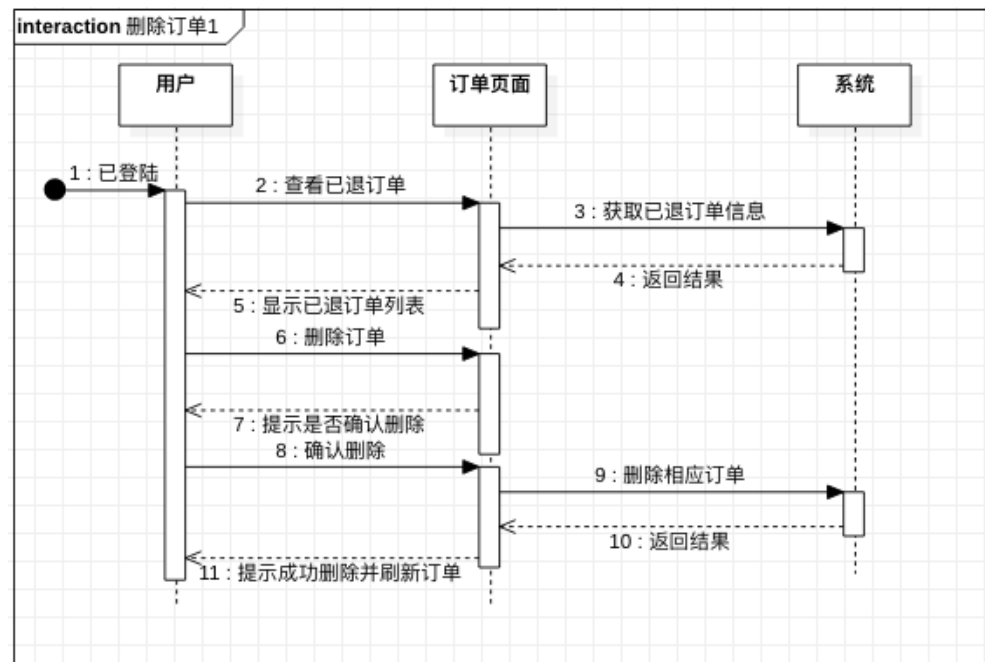 interaction 删除订单1
用户
订单页面
系统
1 : 已登陆
2 : 查看已退订单
3 : 获取已退订单信息
4 : 返回结果
5 : 显示已退订单列表
6 : 删除订单
7 : 提示是否确认删除
8 : 确认删除
9 : 删除相应订单
10 : 返回结果
11 : 提示成功删除并刷新订单